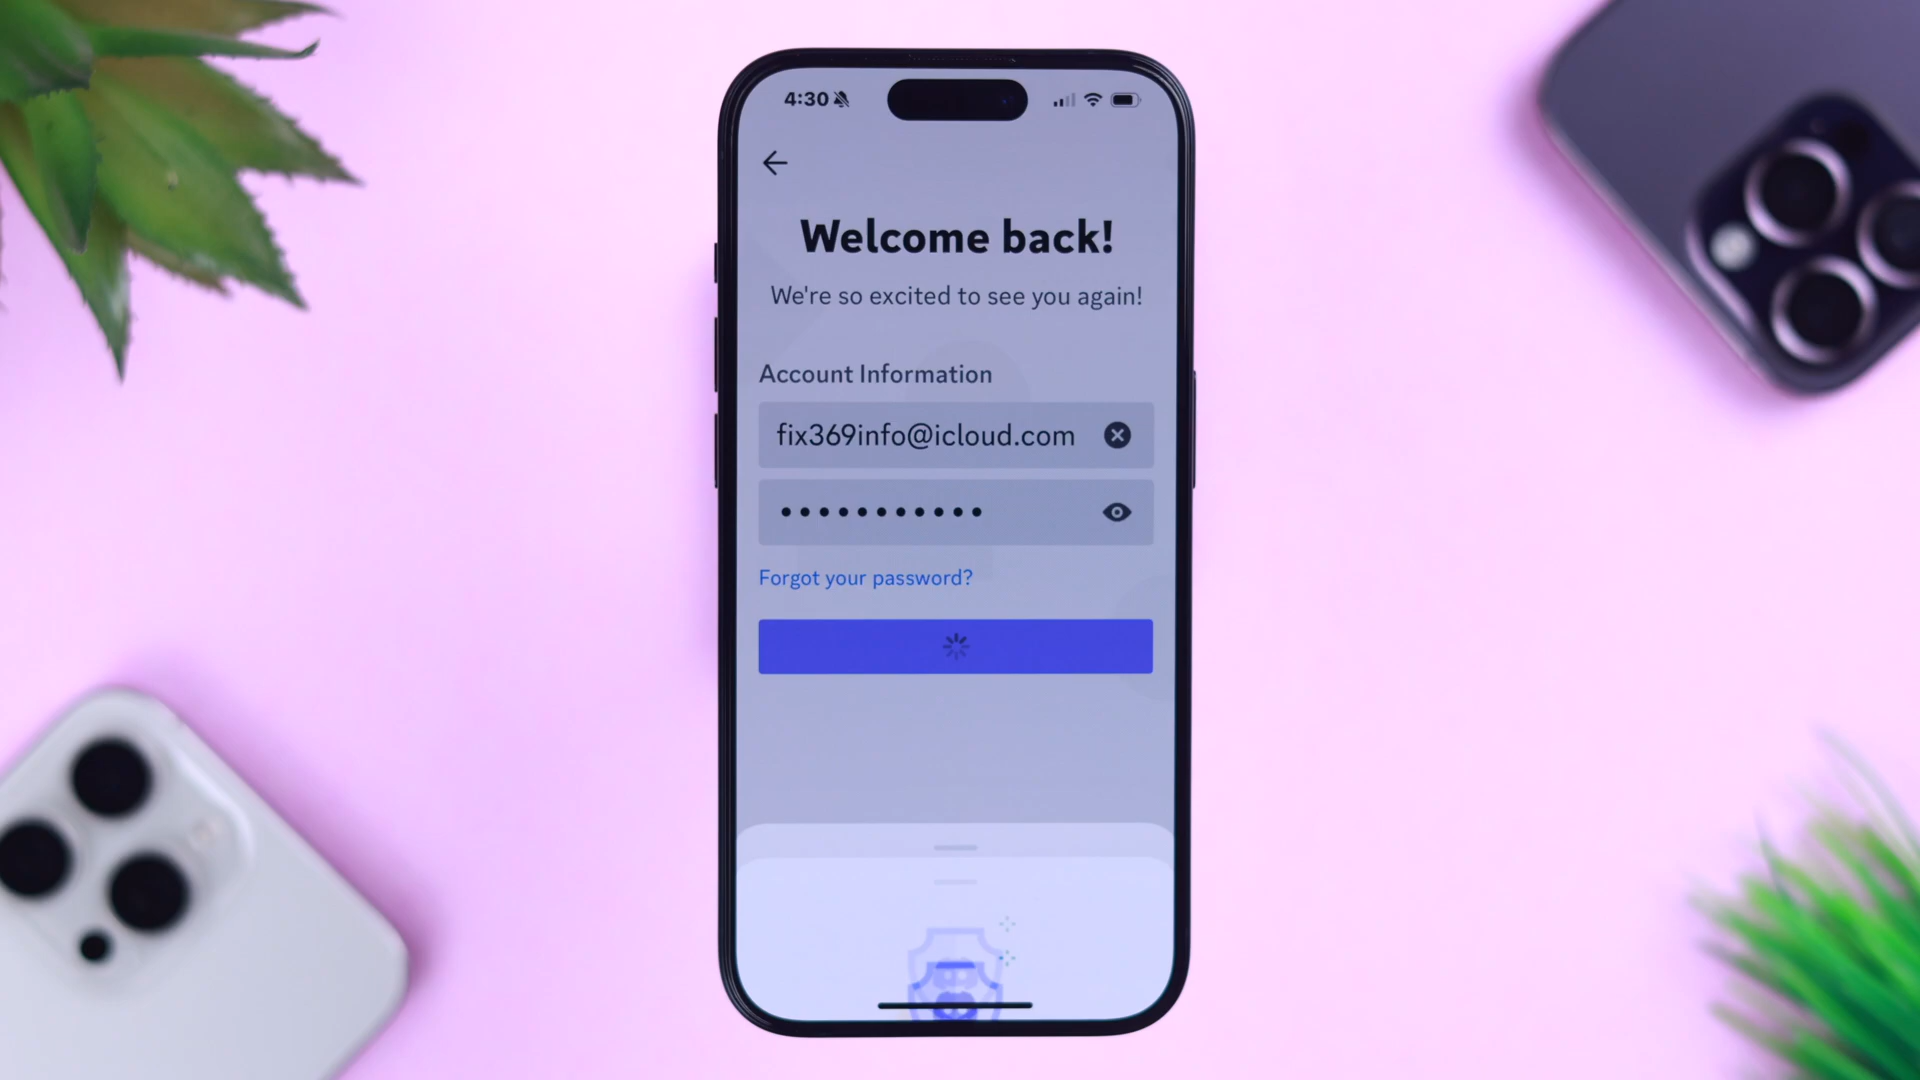 4:30
Welcome back!
We're so excited to see you again!
Account Information
fix369info@icloud.com
•••••••••••
Forgot your password?